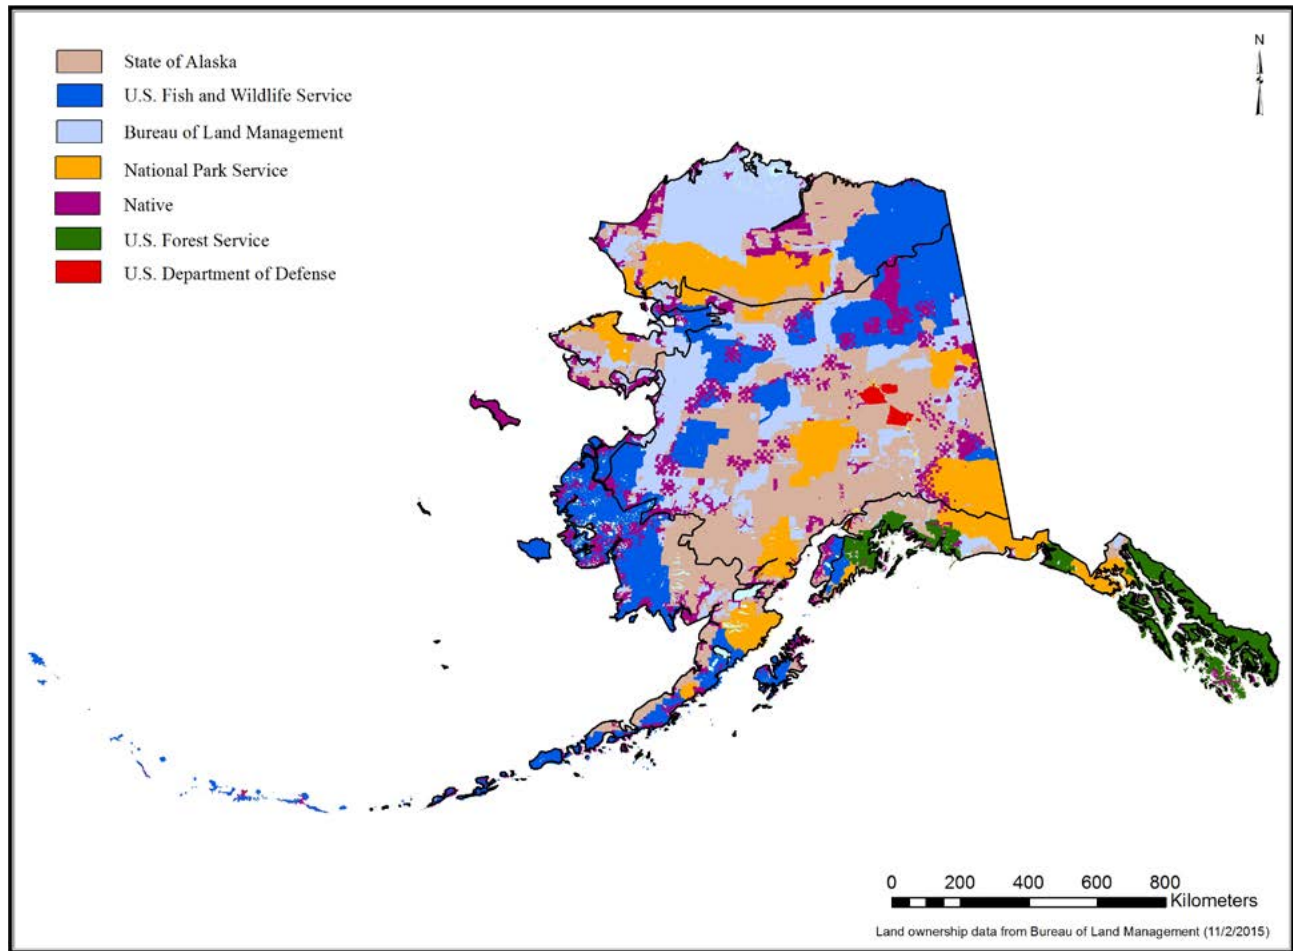 State of Alaska
U.S. Fish and Wildlife Service
Bureau of Land Management
National Park Service
Native
U.S. Forest Service
U.S. Department of Defense
N
0 200 400 600 800
Kilometers
Land ownership data from Bureau of Land Management (11/2/2015)